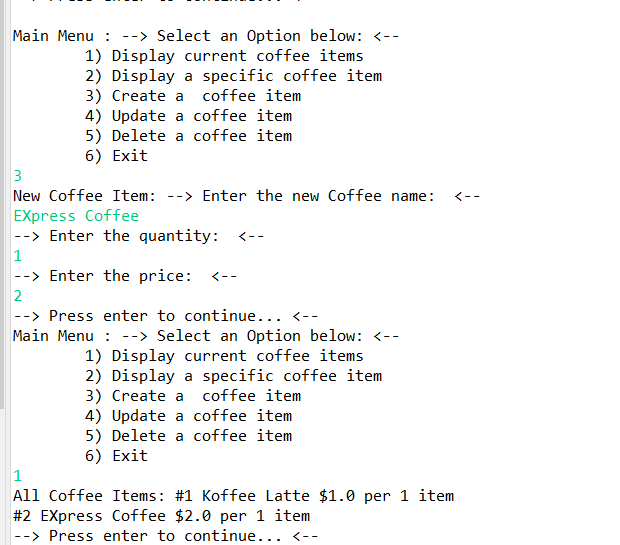 Main Menu : --> Select an Option below: <--
        1) Display current coffee items
        2) Display a specific coffee item
        3) Create a  coffee item
        4) Update a coffee item
        5) Delete a coffee item
        6) Exit
3
New Coffee Item: --> Enter the new Coffee name:  <--
EXpress Coffee
--> Enter the quantity:  <--
1
--> Enter the price:  <--
2
--> Press enter to continue... <--
Main Menu : --> Select an Option below: <--
        1) Display current coffee items
        2) Display a specific coffee item
        3) Create a  coffee item
        4) Update a coffee item
        5) Delete a coffee item
        6) Exit
1
All Coffee Items: #1 Koffee Latte $1.0 per 1 item
#2 EXpress Coffee $2.0 per 1 item
--> Press enter to continue... <--